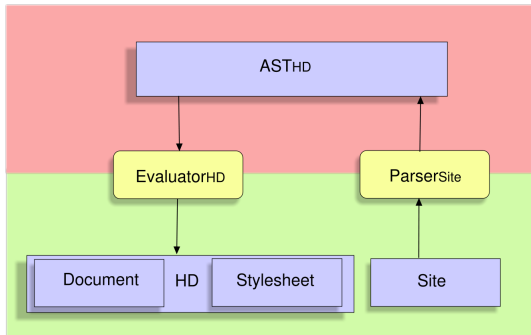 ASTHD
EvaluatorHD
ParserSite
Document
HD
Stylesheet
Site